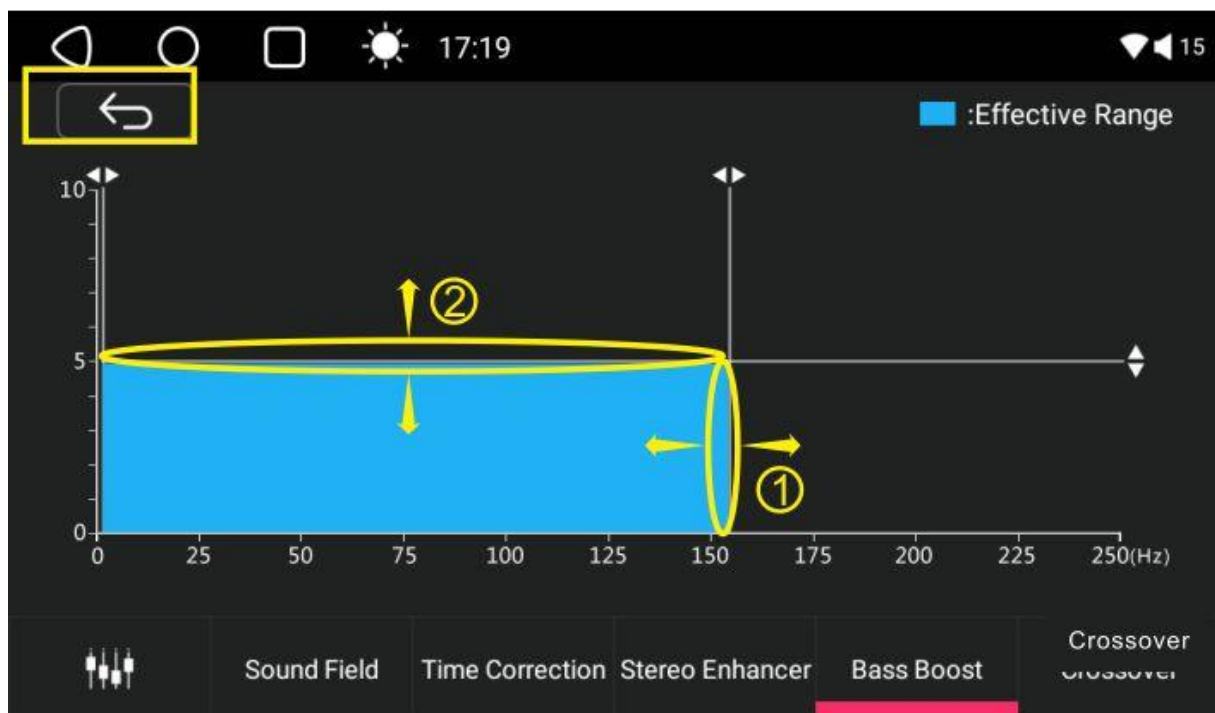 17:19
15
:Effective Range
10
②
5
①
0
0 25 50 75 100 125 150 175 200 225 250(Hz)
Crossover
Sound Field Time Correction Stereo Enhancer Bass Boost Crossover